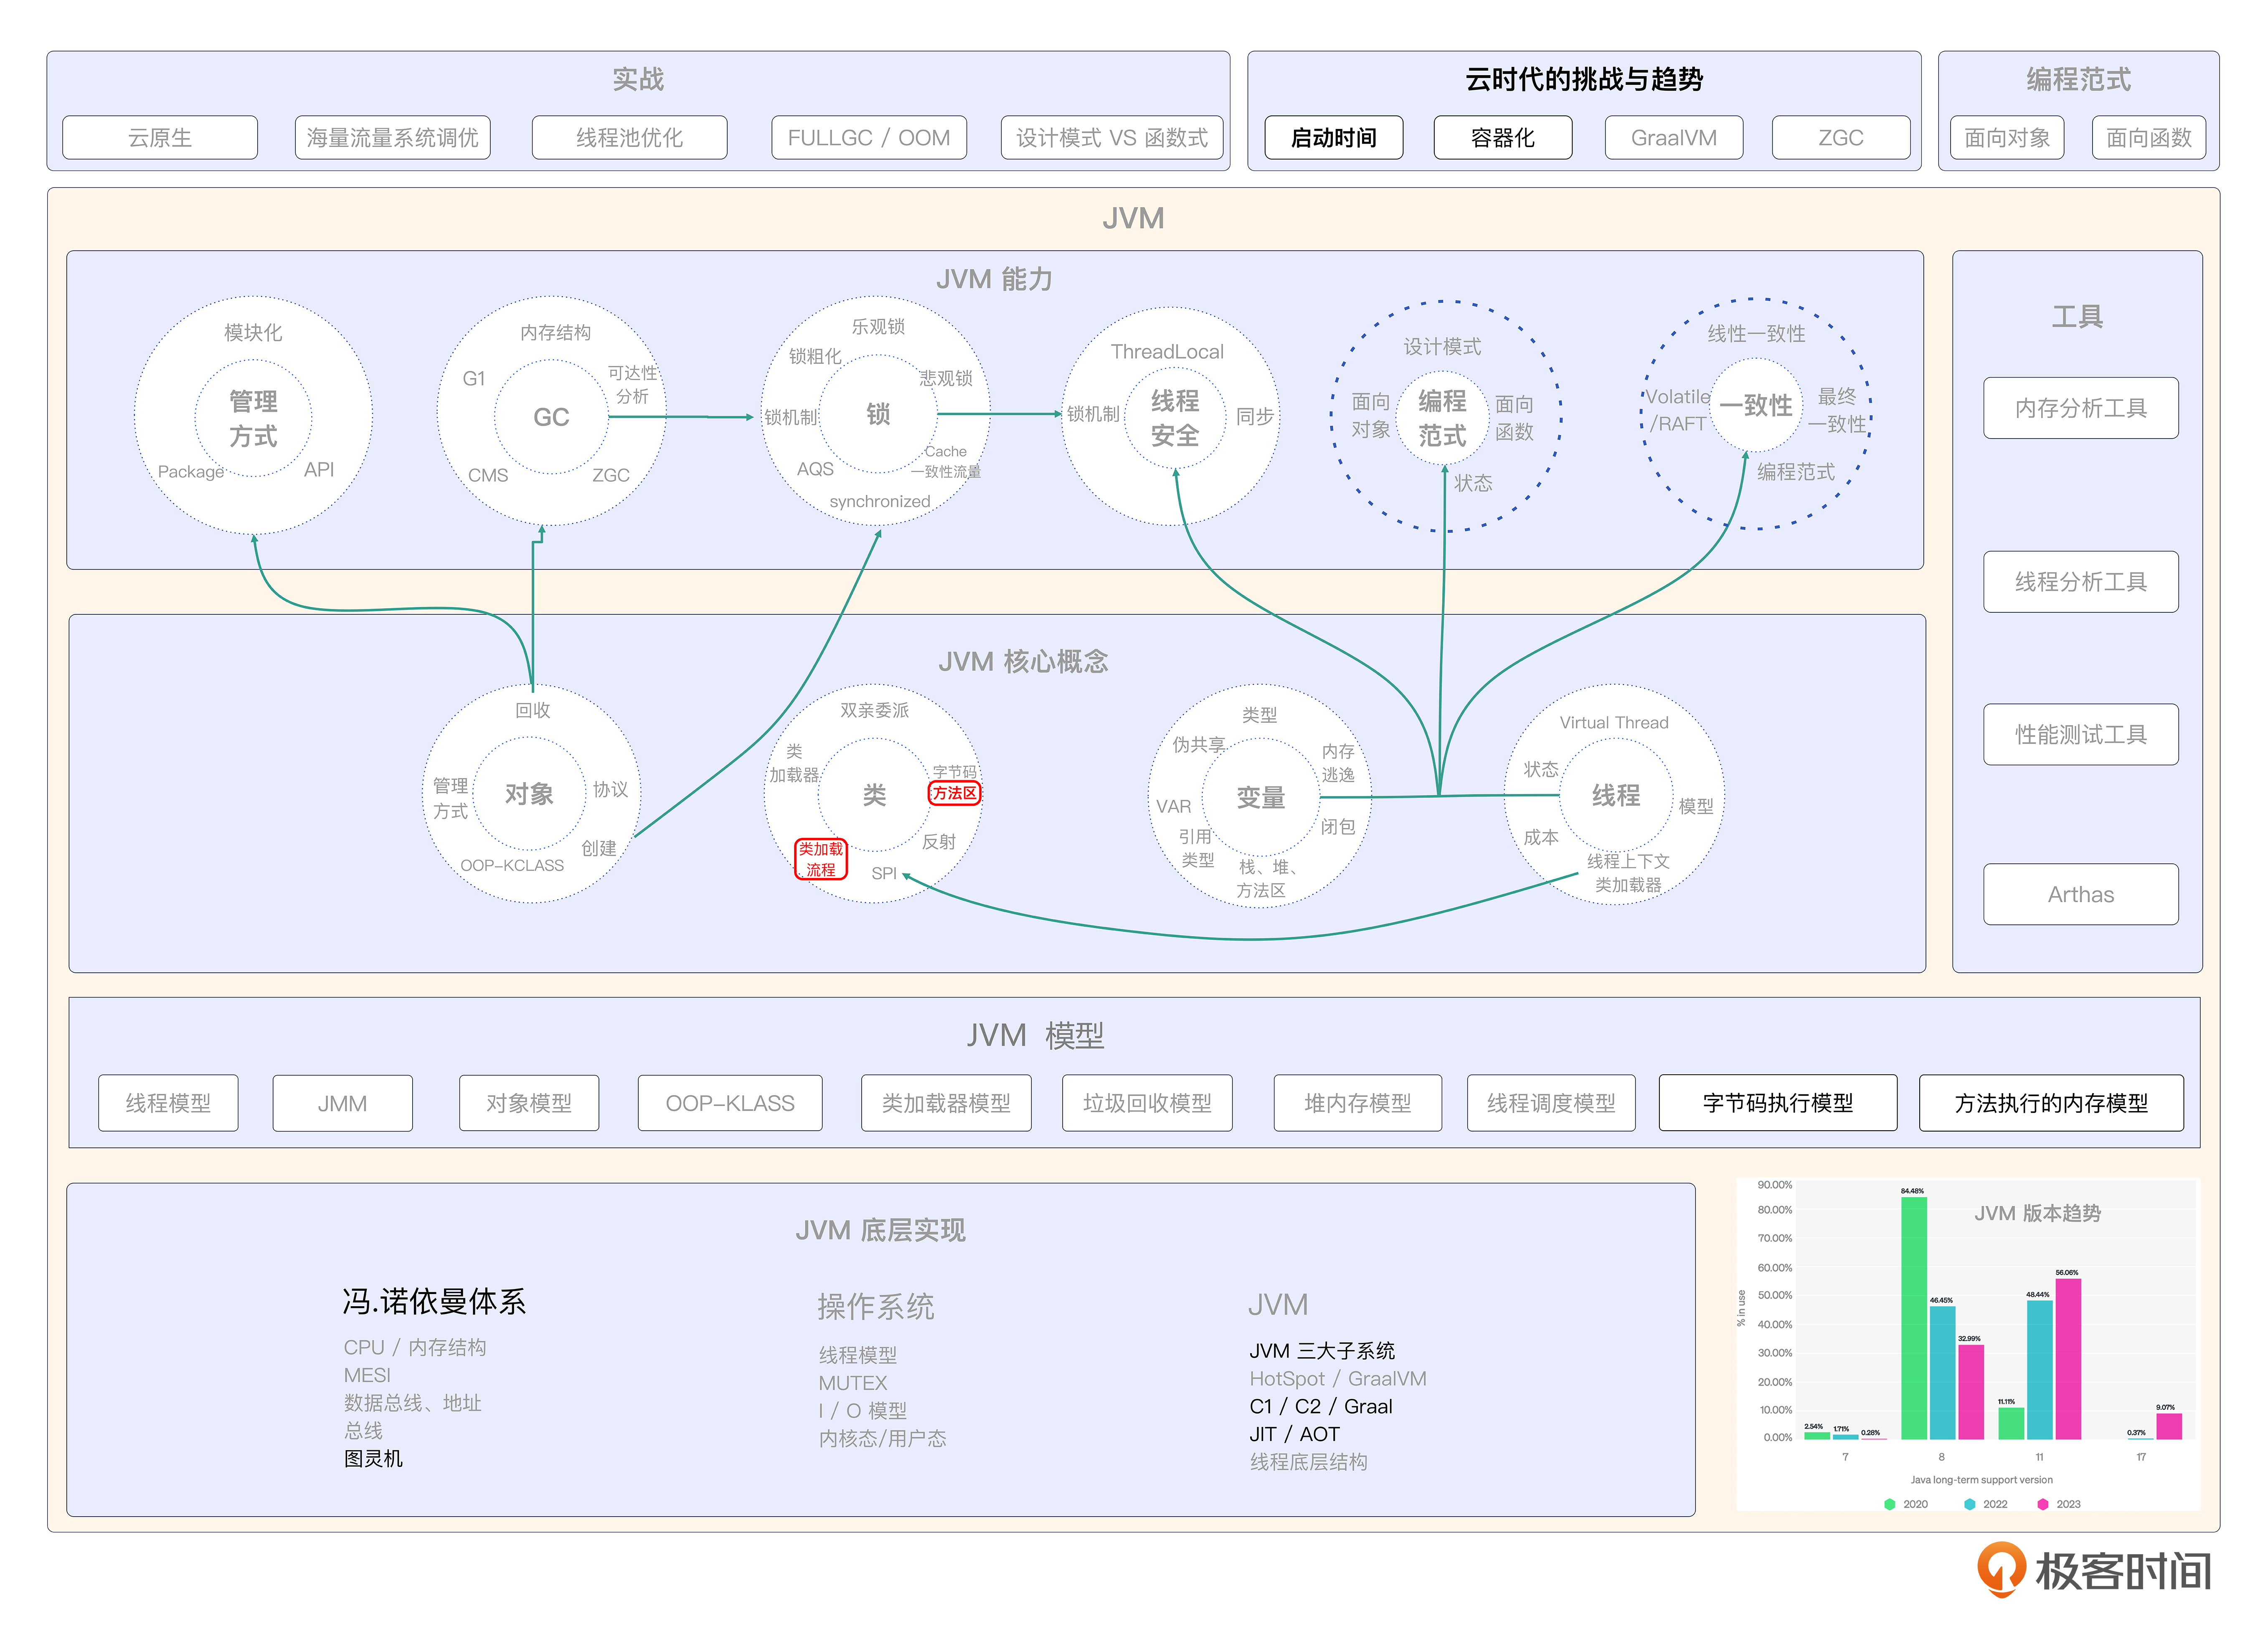 实战
云原生
海量流量系统调优
线程池优化
FULLGC / OOM
设计模式 VS 函数式
云时代的挑战与趋势
启动时间
容器化
GraalVM
ZGC
编程范式
面向对象
面向函数
JVM
JVM 能力
模块化
管理
方式
Package
API
内存结构
G1
可达性
分析
GC
CMS
ZGC
乐观锁
锁粗化
悲观锁
锁机制
锁
Cache
一致性流量
AQS
synchronized
ThreadLocal
锁机制
线程
安全
同步
设计模式
面向
对象
编程
范式
面向
函数
状态
线性一致性
Volatile
/RAFT
一致性
最终
一致性
编程范式
工具
内存分析工具
线程分析工具
性能测试工具
Arthas
JVM 核心概念
回收
管理
方式
对象
协议
创建
OOP-KCLASS
双亲委派
类
加载器
类
字节码
方法区
类加载
流程
反射
SPI
类型
伪共享
内存
逃逸
VAR
变量
引用
类型
闭包
栈、堆、
方法区
Virtual Thread
状态
线程
模型
成本
线程上下文
类加载器
JVM 模型
线程模型
JMM
对象模型
OOP-KLASS
类加载器模型
垃圾回收模型
堆内存模型
线程调度模型
字节码执行模型
方法执行的内存模型
JVM 底层实现
冯.诺依曼体系
CPU / 内存结构
MESI
数据总线、地址
总线
图灵机
操作系统
线程模型
MUTEX
I / O 模型
内核态/用户态
JVM
JVM 三大子系统
HotSpot / GraalVM
C1 / C2 / Graal
JIT / AOT
线程底层结构
JVM 版本趋势
90.00%
80.00%
70.00%
60.00%
50.00%
40.00%
30.00%
20.00%
10.00%
0.00%
% in use
2.54%
1.71%
0.28%
84.48%
46.45%
32.99%
11.11%
48.44%
56.06%
0.37%
9.07%
7
8
11
17
Java long-term support version
2020
2022
2023
极客时间